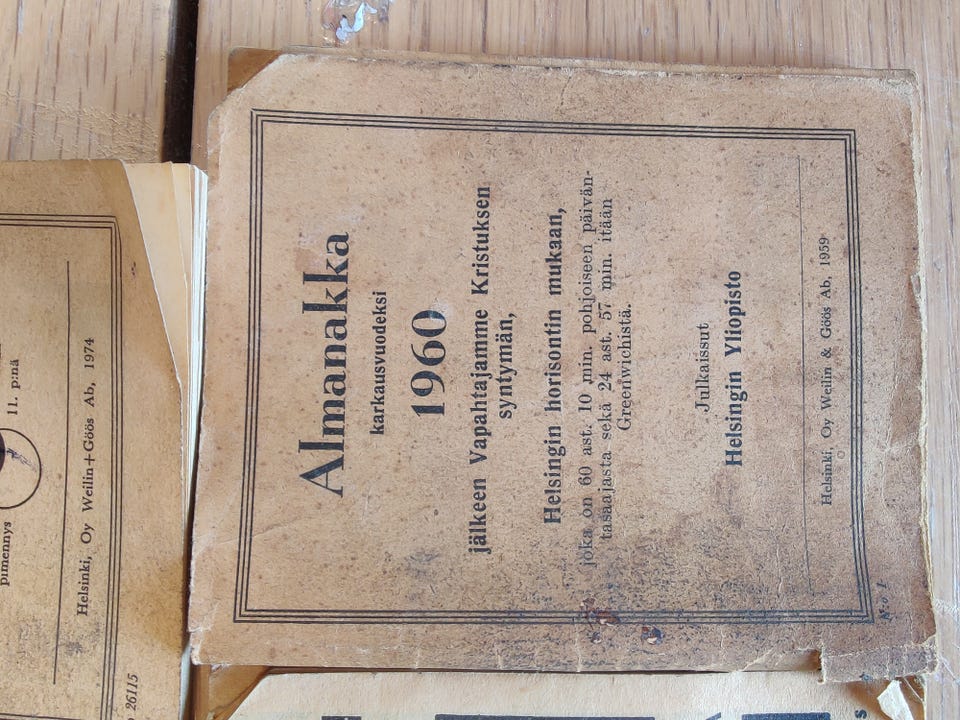 Almanakka
karkausvuodeksi
1960
jälkeen Vapahtajamme Kristuksen
syntymän,
Helsingin horisontin mukaan,
joka on 60 ast. 10 min. pohjoiseen päivän-
tasaajasta sekä 24 ast. 57 min. itään
Greenwichistä.
Julkaissut
Helsingin Yliopisto
Helsinki, Oy Weilin & Göös Ab, 1959
N:o 1
pimennys 11. p:nä
Helsinki, Oy Weilin+Göös Ab, 1974
26115